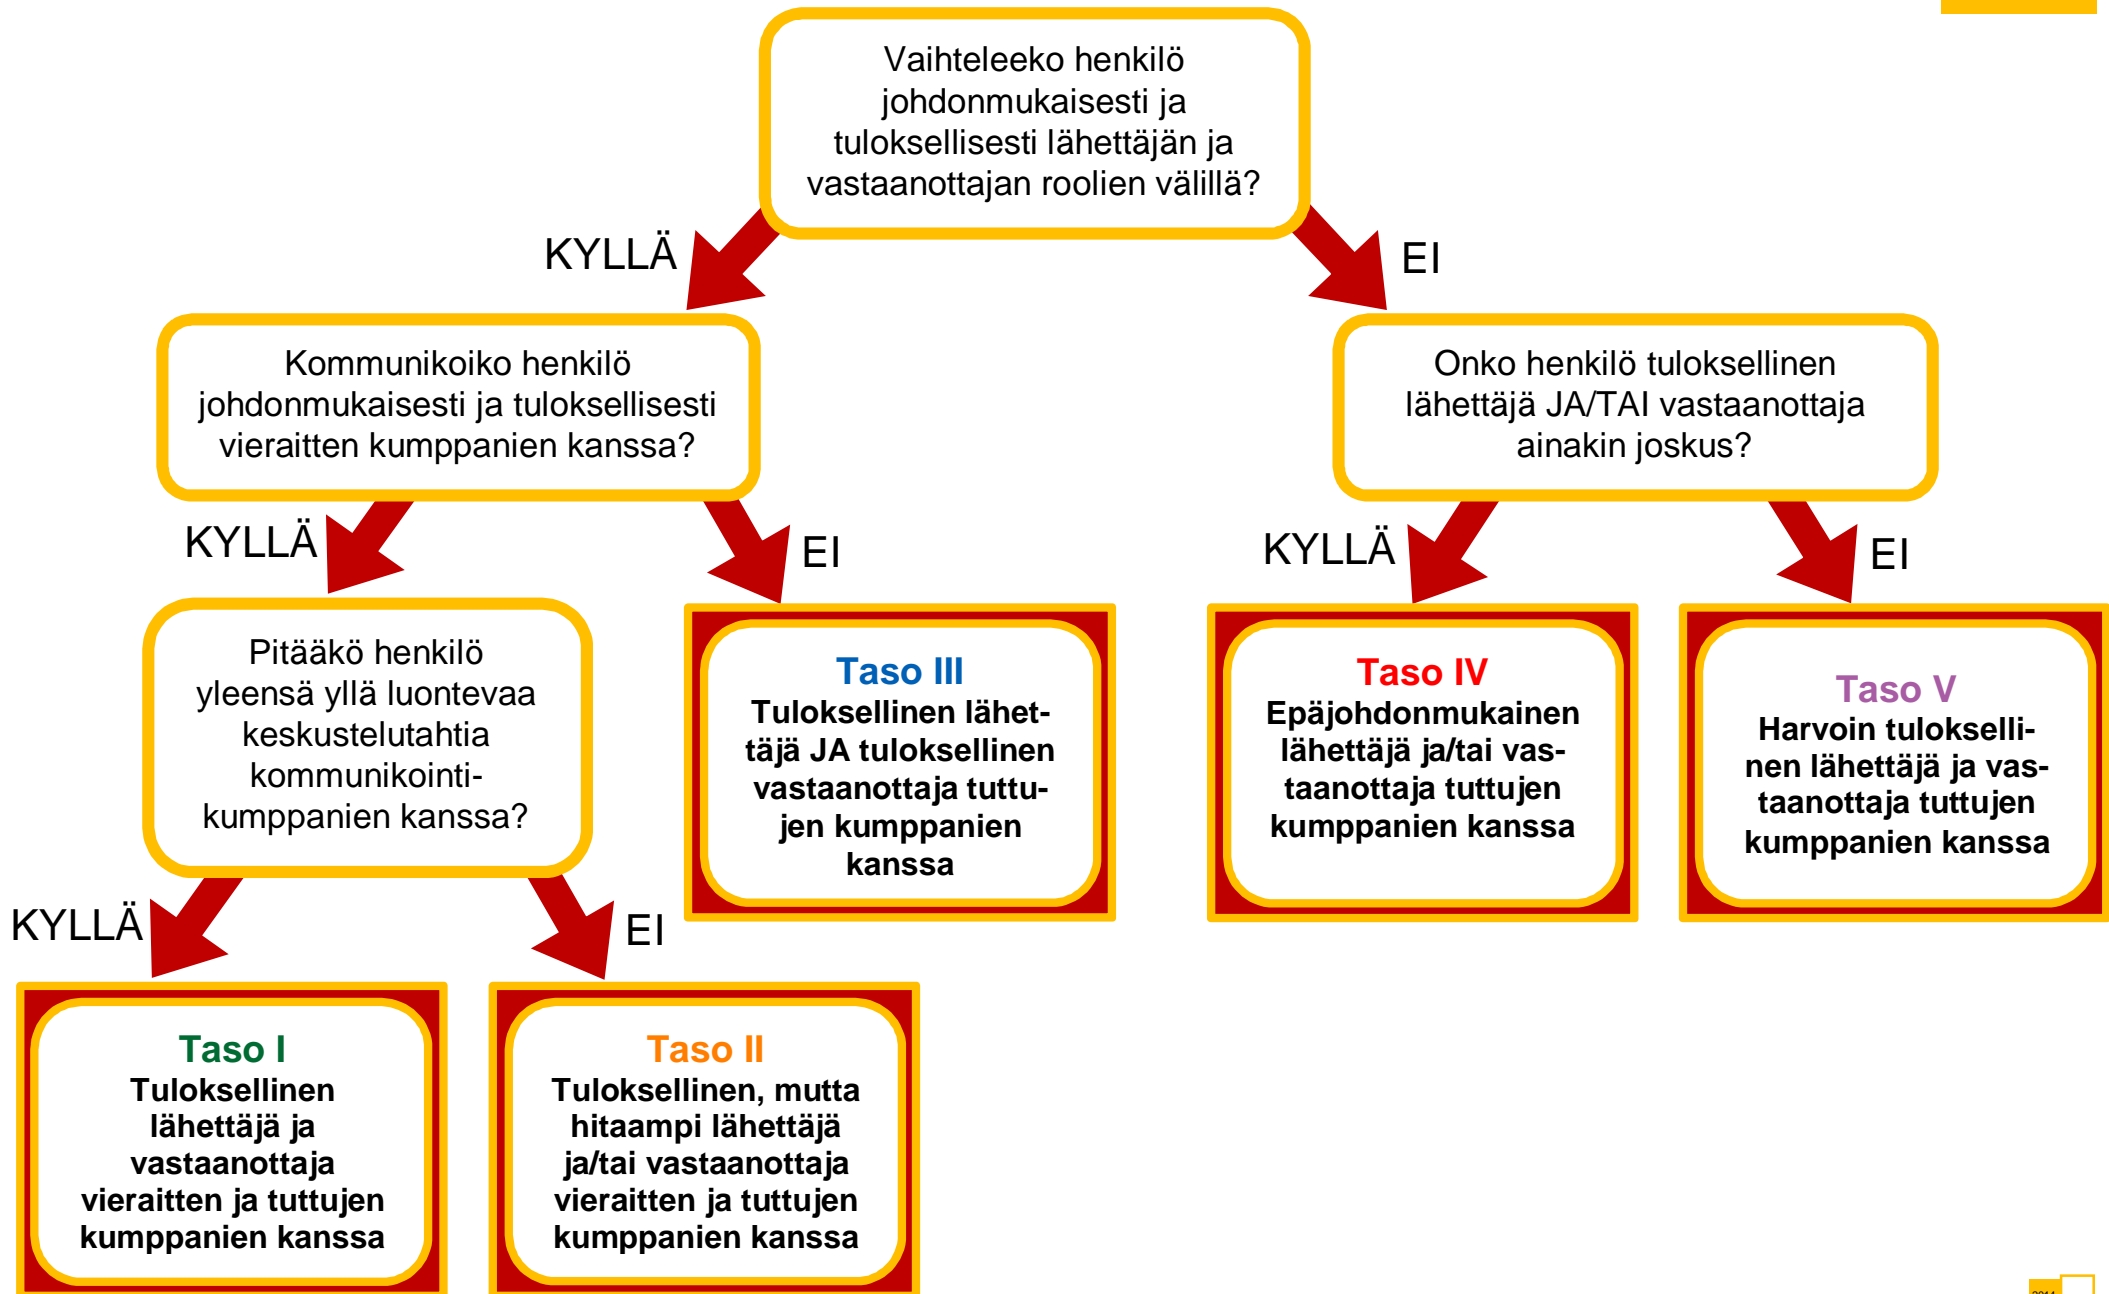 Vaihteleeko henkilö
johdonmukaisesti ja
tuloksellisesti lähettäjän ja
vastaanottajan roolien välillä?
KYLLÄ
EI
Kommunikoiko henkilö
johdonmukaisesti ja tuloksellisesti
vieraitten kumppanien kanssa?
Onko henkilö tuloksellinen
lähettäjä JA/TAI vastaanottaja
ainakin joskus?
KYLLÄ
EI
KYLLÄ
EI
Pitääkö henkilö
yleensä yllä luontevaa
keskustelutahtia
kommunikointi-
kumppanien kanssa?
Taso III
Tuloksellinen lähet-
täjä JA tuloksellinen
vastaanottaja tuttu-
jen kumppanien
kanssa
Taso IV
Epäjohdonmukainen
lähettäjä ja/tai vas-
taanottaja tuttujen
kumppanien kanssa
Taso V
Harvoin tulokselli-
nen lähettäjä ja vas-
taanottaja tuttujen
kumppanien kanssa
KYLLÄ
EI
Taso I
Tuloksellinen
lähettäjä ja
vastaanottaja
vieraitten ja tuttujen
kumppanien kanssa
Taso II
Tuloksellinen, mutta
hitaampi lähettäjä
ja/tai vastaanottaja
vieraitten ja tuttujen
kumppanien kanssa